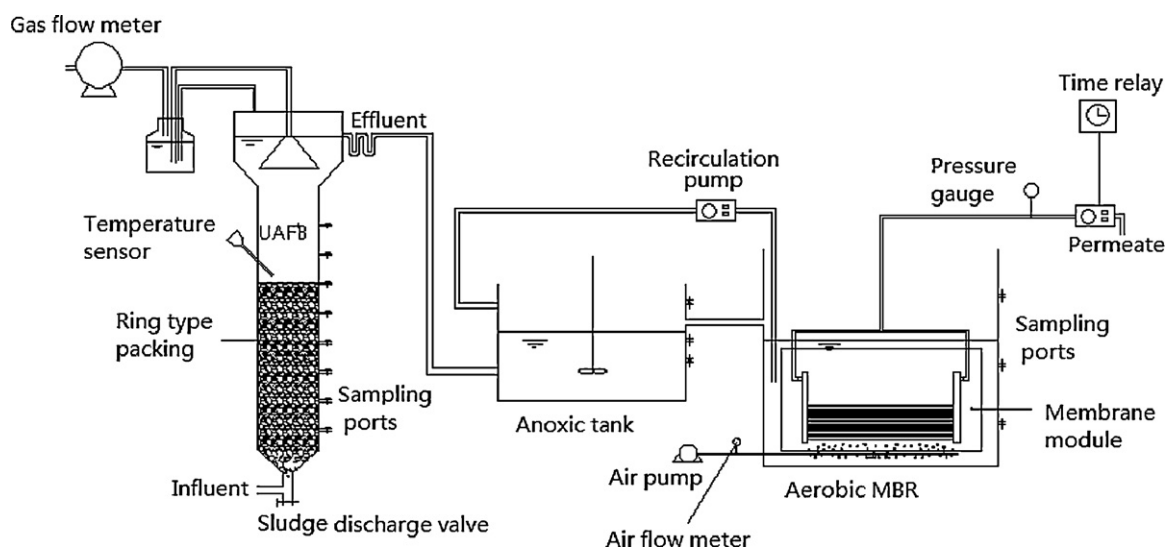 Gas flow meter
Effluent
Time relay
Recirculation
pump
Pressure
gauge
Permeate
Temperature
sensor
UAFB
Ring type
packing
Sampling
ports
Sampling
ports
Anoxic tank
Membrane
module
Air pump
Aerobic MBR
Influent
Sludge discharge valve
Air flow meter